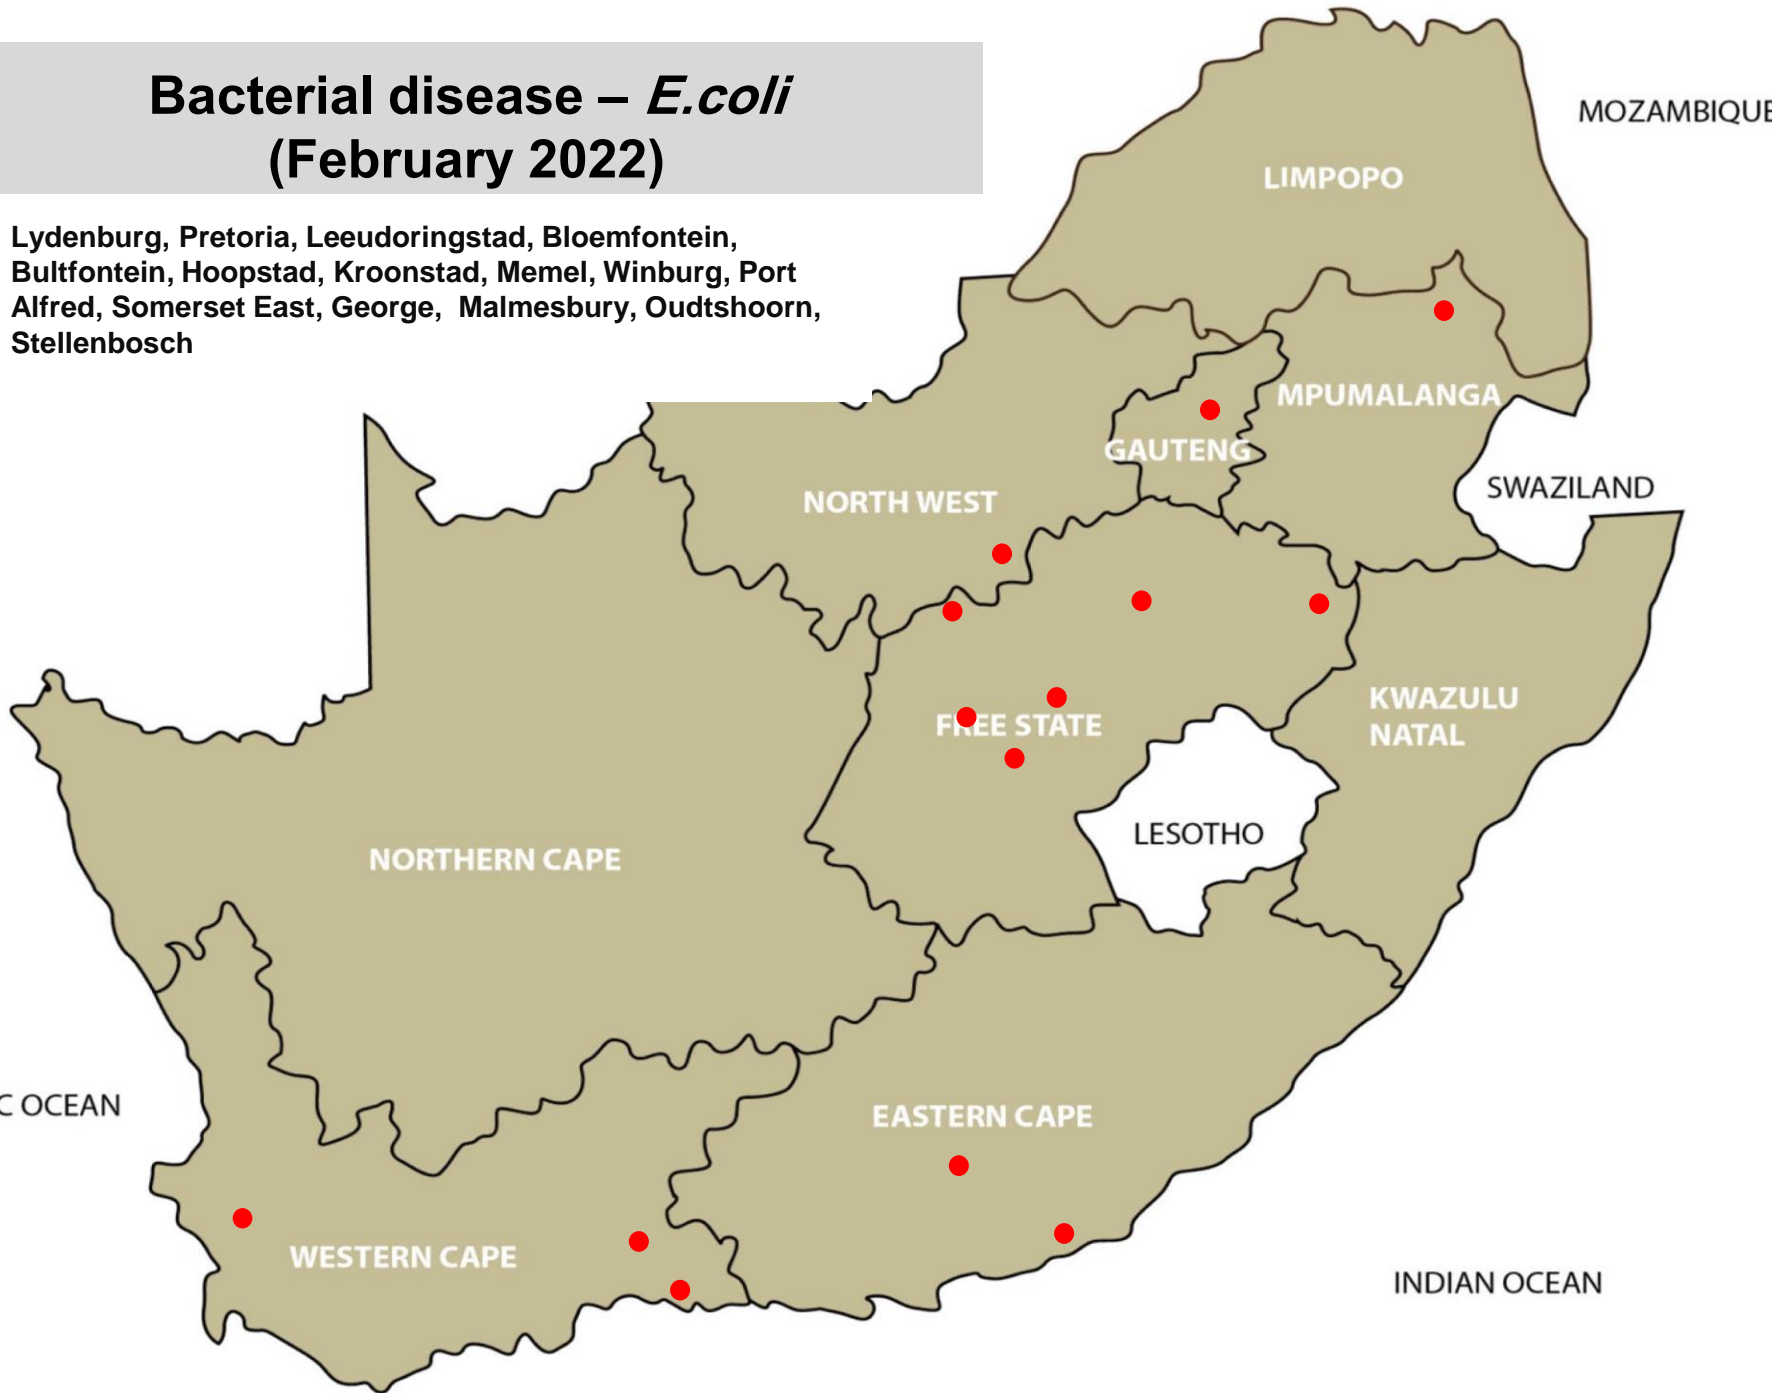 Bacterial disease – E.coli
(February 2022)
Lydenburg, Pretoria, Leeudoringstad, Bloemfontein,
Bultfontein, Hoopstad, Kroonstad, Memel, Winburg, Port
Alfred, Somerset East, George, Malmesbury, Oudtshoorn,
Stellenbosch
MOZAMBIQUE
LIMPOPO
MPUMALANGA
GAUTENG
NORTH WEST
SWAZILAND
KWAZULU
NATAL
FREE STATE
LESOTHO
NORTHERN CAPE
C OCEAN
EASTERN CAPE
WESTERN CAPE
INDIAN OCEAN